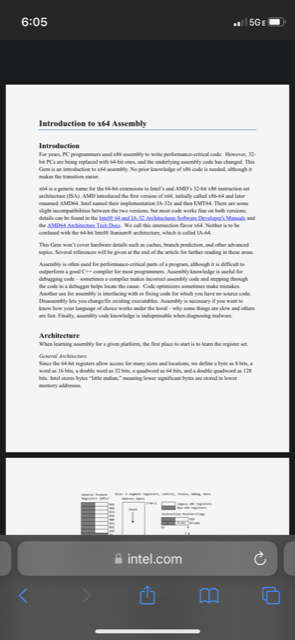 6:05
5GE
Introduction to x64 Assembly
Introduction
For years, PC programmers used x86 assembly to write performance-critical code. However, 32-
bit PCs are being replaced with 64-bit ones, and the underlying assembly code has changed. This
Gem is an introduction to x64 assembly. No prior knowledge of x86 code is needed, although it
makes the transition easier.
x64 is a generic name for the 64-bit extensions to Intel's and AMD's 32-bit x86 instruction set
architecture (ISA). AMD introduced the first version of x64, initially called x86-64 and later
renamed AMD64. Intel named their implementation IA-32e and then EMT64. There are some
slight incompatibilities between the two versions, but most code works fine on both versions;
details can be found in the Intel® 64 and IA-32 Architectures Software Developer's Manuals and
the AMD64 Architecture Tech Docs. We call this intersection flavor x64. Neither is to be
confused with the 64-bit Intel® Itanium® architecture, which is called IA-64.
This Gem won't cover hardware details such as caches, branch prediction, and other advanced
topics. Several references will be given at the end of the article for further reading in these areas.
Assembly is often used for performance-critical parts of a program, although it is difficult to
outperform a good C++ compiler for most programmers. Assembly knowledge is useful for
debugging code – sometimes a compiler makes incorrect assembly code and stepping through
the code in a debugger helps locate the cause. Code optimizers sometimes make mistakes.
Another use for assembly is interfacing with or fixing code for which you have no source code.
Disassembly lets you change/fix existing executables. Assembly is necessary if you want to
know how your language of choice works under the hood – why some things are slow and others
are fast. Finally, assembly code knowledge is indispensable when diagnosing malware.
Architecture
When learning assembly for a given platform, the first place to start is to learn the register set.
General Architecture
Since the 64-bit registers allow access for many sizes and locations, we define a byte as 8 bits, a
word as 16 bits, a double word as 32 bits, a quadword as 64 bits, and a double quadword as 128
bits. Intel stores bytes "little endian," meaning lower significant bytes are stored in lower
memory addresses.
intel.com